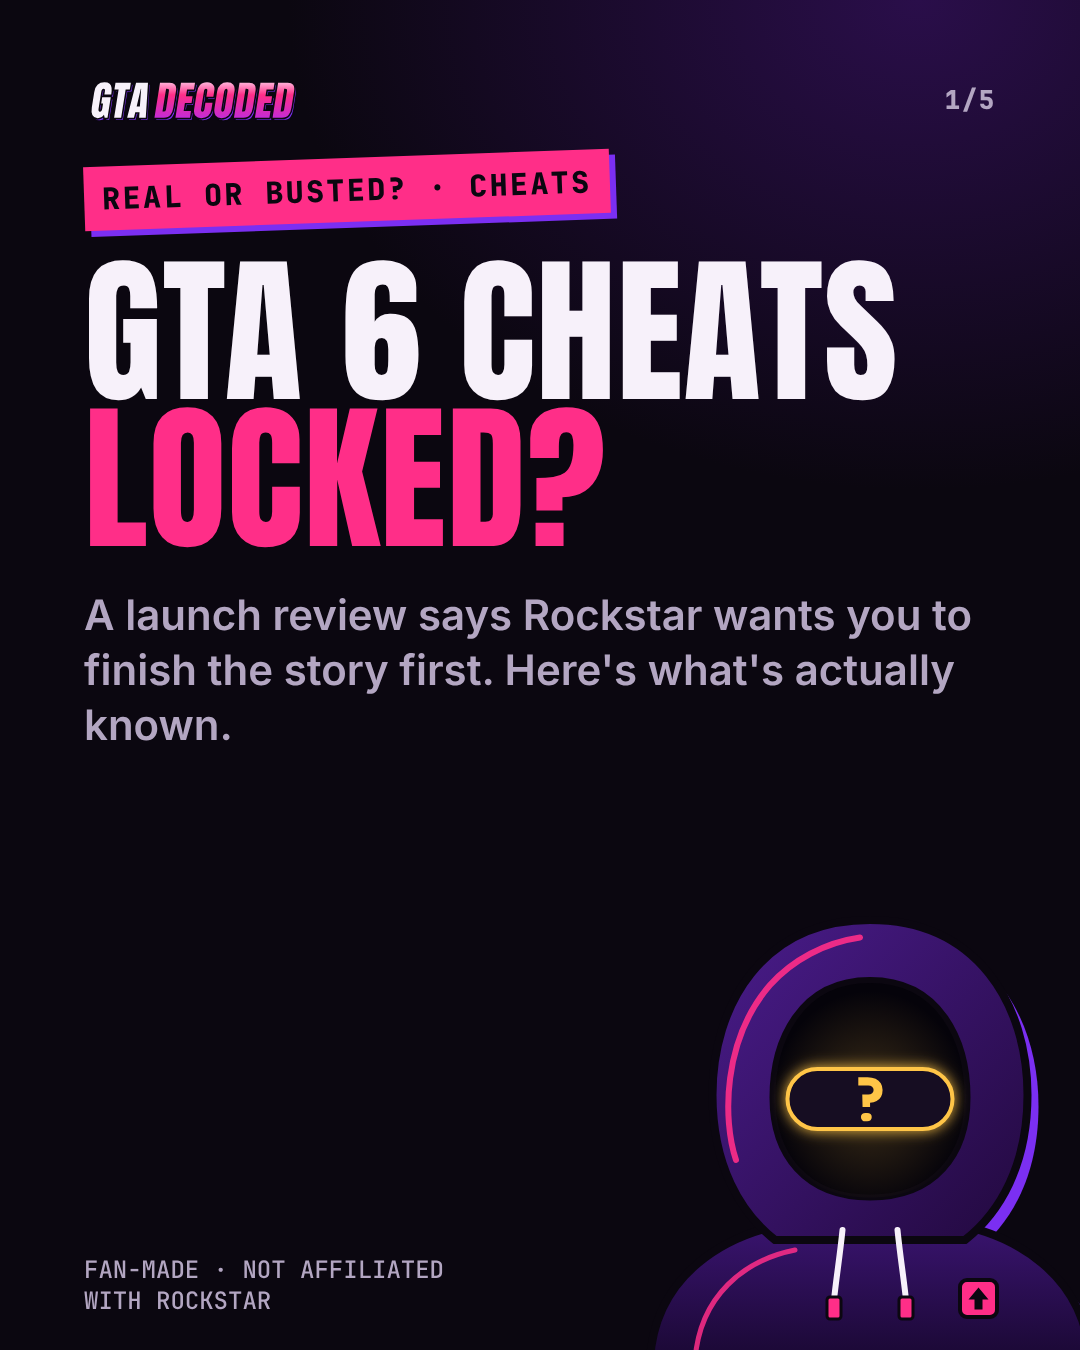 GTA DECODED
1/5
REAL OR BUSTED? · CHEATS
GTA 6 CHEATS
LOCKED?
A launch review says Rockstar wants you to
finish the story first. Here's what's actually
known.
?
FAN-MADE · NOT AFFILIATED
WITH ROCKSTAR